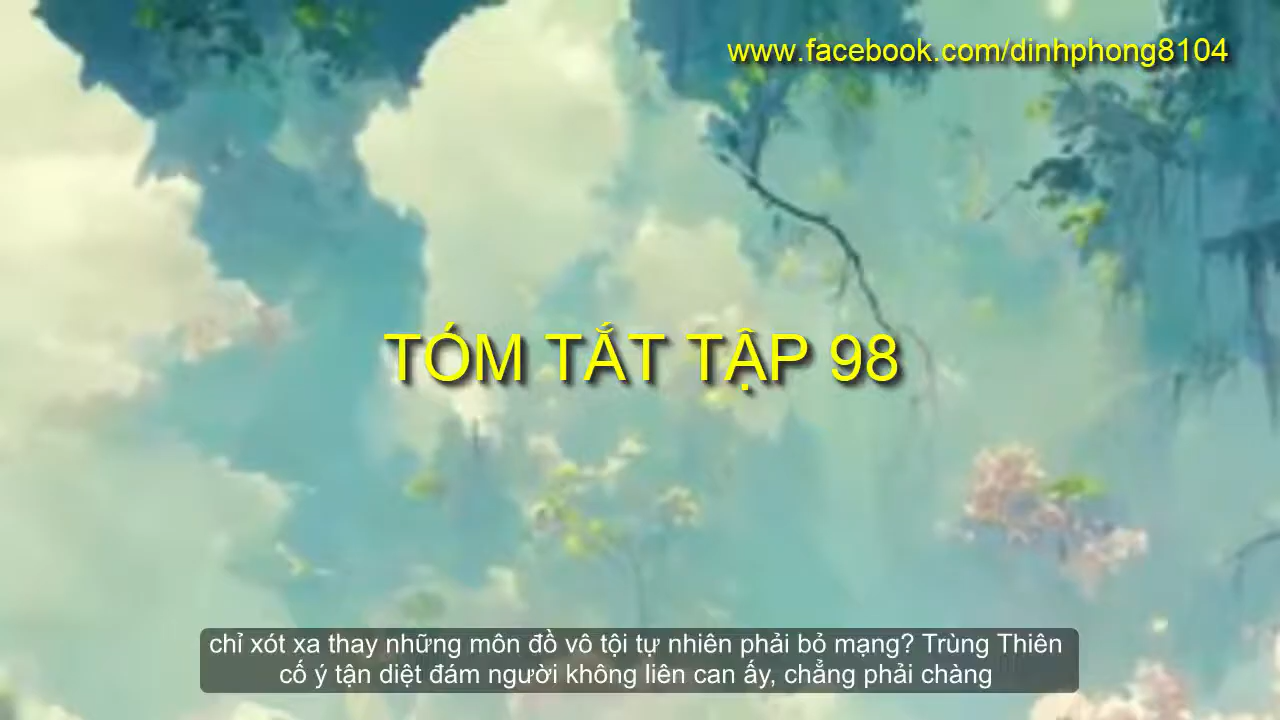 www.facebook.com/dinhphong8104
TÓM TẮT TẬP 98
chỉ xót xa thay những môn đồ vô tội tự nhiên phải bỏ mạng? Trùng Thiên
cố ý tận diệt đám người không liên can ấy, chẳng phải chàng